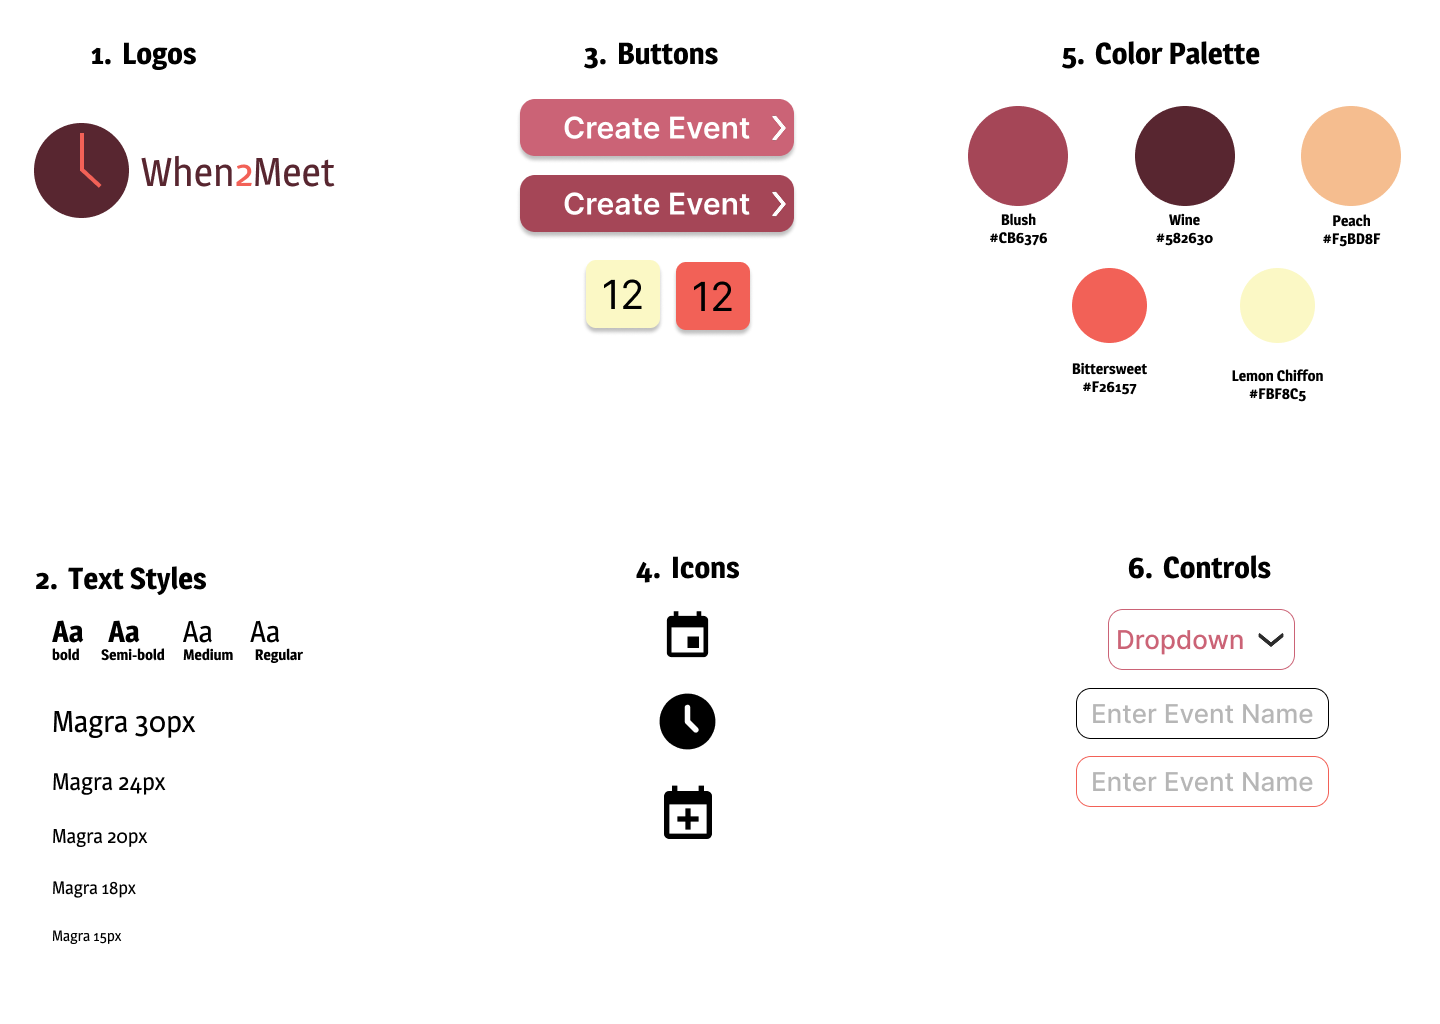 1. Logos
When2Meet
2. Text Styles
Aa Aa Aa Aa
bold Semi-bold Medium Regular
Magra 30px
Magra 24px
Magra 20px
Magra 18px
Magra 15px
3. Buttons
Create Event
Create Event
12 12
4. Icons
5. Color Palette
Blush
#CB6376
Wine
#582630
Peach
#F5BD8F
Bittersweet
#F26157
Lemon Chiffon
#FBF8C5
6. Controls
Dropdown
Enter Event Name
Enter Event Name